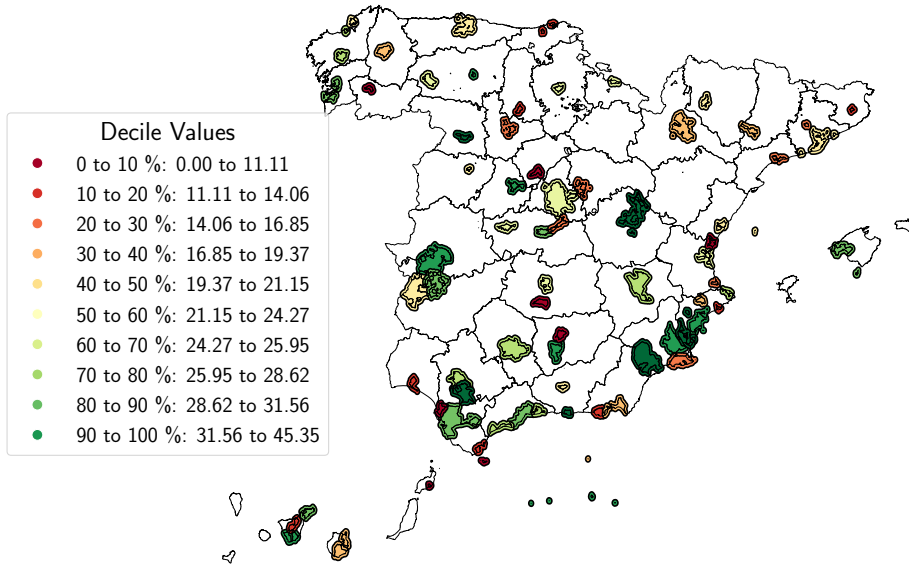 Decile Values
0 to 10 %: 0.00 to 11.11
10 to 20 %: 11.11 to 14.06
20 to 30 %: 14.06 to 16.85
30 to 40 %: 16.85 to 19.37
40 to 50 %: 19.37 to 21.15
50 to 60 %: 21.15 to 24.27
60 to 70 %: 24.27 to 25.95
70 to 80 %: 25.95 to 28.62
80 to 90 %: 28.62 to 31.56
90 to 100 %: 31.56 to 45.35